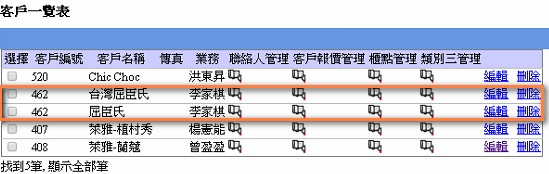 客戶一覽表
選擇 客戶編號 客戶名稱 傳真 業務 聯絡人管理 客戶報價管理 櫃點管理 類別三管理
520 Chic Choc 洪東昇 編輯 刪除
462 台灣屈臣氏 李家棋 編輯 刪除
462 屈臣氏 李家棋 編輯 刪除
407 萊雅-植村秀 楊憲能 編輯 刪除
408 萊雅-蘭蔻 曾盈盈 編輯 刪除
找到5筆, 顯示全部筆